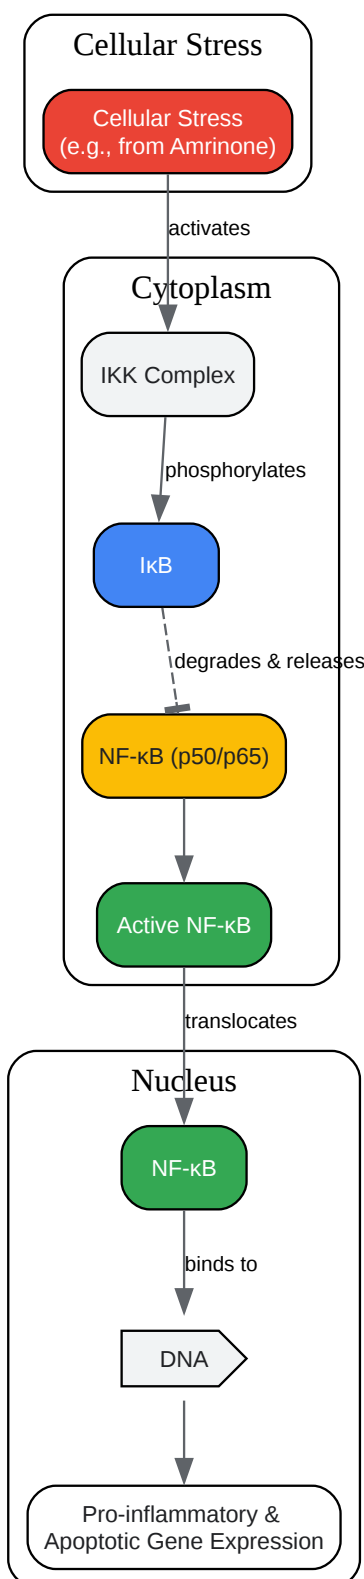 Cellular Stress
Cellular Stress
(e.g., from Amrinone)
activates
Cytoplasm
IKK Complex
phosphorylates
IκB
degrades & releases
NF-κB (p50/p65)
Active NF-κB
translocates
Nucleus
NF-κB
binds to
DNA
Pro-inflammatory &
Apoptotic Gene Expression